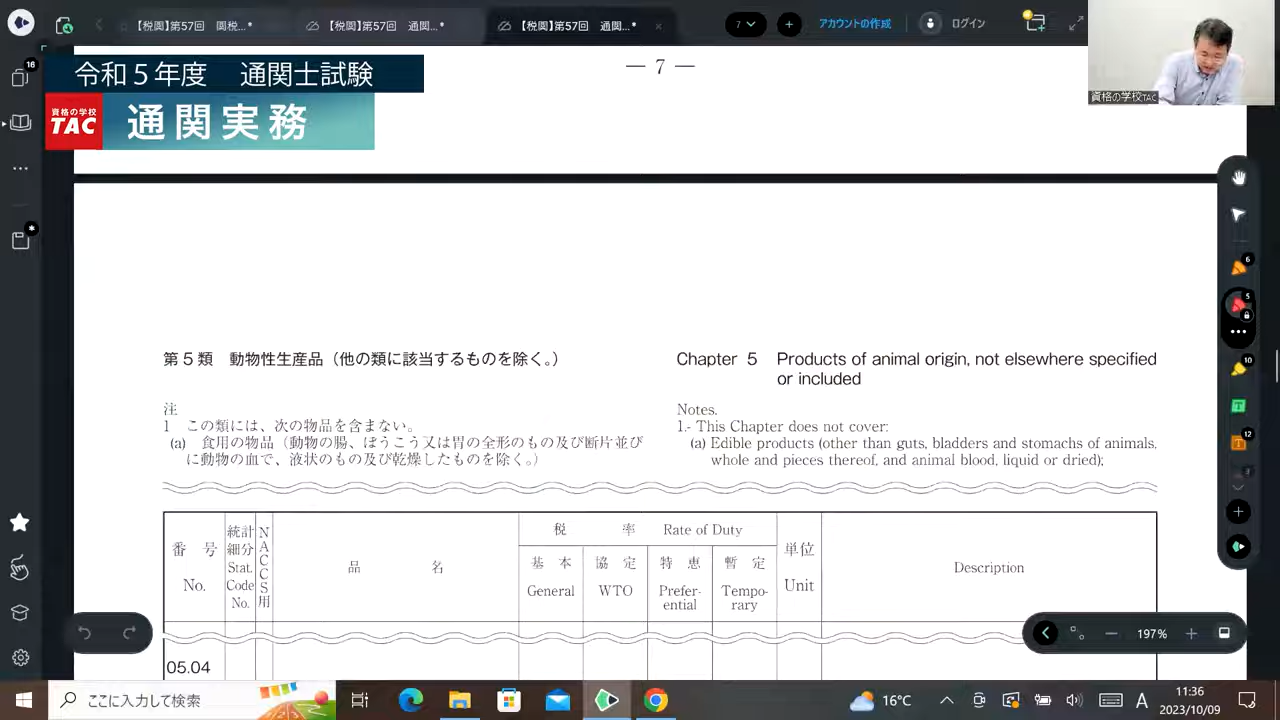 【税関】第57回　関税...*
【税関】第57回　通関...*
【税関】第57回　通関...*
7
アカウントの作成
ログイン
16
令和５年度　通関士試験
資格の学校
TAC
通関実務
資格の学校TAC
― 7 ―
第５類　動物性生産品（他の類に該当するものを除く。）
Chapter 5　Products of animal origin, not elsewhere specified
or included
注
1　この類には、次の物品を含まない。
(a)　食用の物品（動物の腸、ぼうこう又は胃の全形のもの及び断片並び
に動物の血で、液状のもの及び乾燥したものを除く。）
Notes.
1.- This Chapter does not cover:
(a) Edible products (other than guts, bladders and stomachs of animals,
whole and pieces thereof, and animal blood, liquid or dried);
番　号
No.
統計
細分
Stat.
Code
No.
NACCS用
品　名
税　率　Rate of Duty
基　本
General
協　定
WTO
特　恵
Prefer-
ential
暫　定
Tempo-
rary
単位
Unit
Description
05.04
6
5
10
12
197%
ここに入力して検索
16°C
A
11:36
2023/10/09